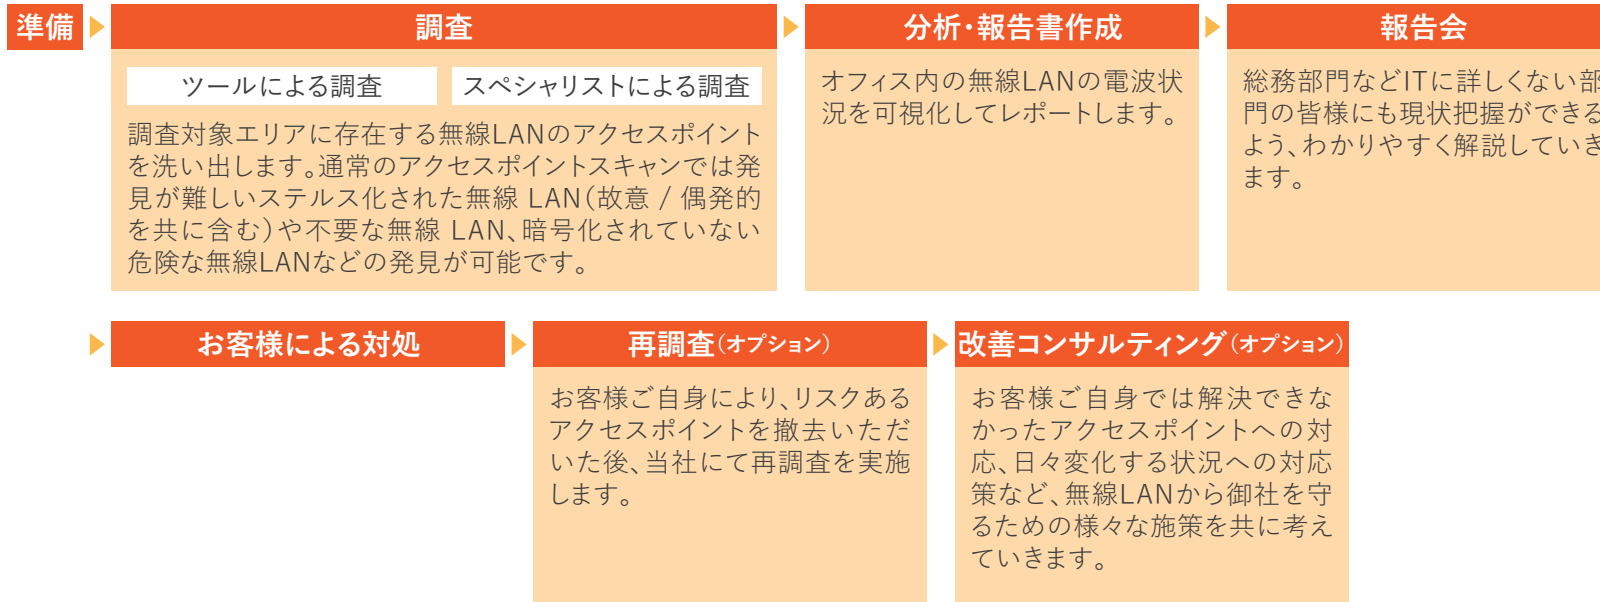 準備
調査
分析・報告書作成
報告会
ツールによる調査
スペシャリストによる調査
調査対象エリアに存在する無線LANのアクセスポイント
を洗い出します。通常のアクセスポイントスキャンでは発
見が難しいステルス化された無線 LAN(故意 / 偶発的
を共に含む)や不要な無線 LAN、暗号化されていない
危険な無線LANなどの発見が可能です。
オフィス内の無線LANの電波状
況を可視化してレポートします。
総務部門などITに詳しくない部
門の皆様にも現状把握ができる
よう、わかりやすく解説していき
ます。
お客様による対処
再調査(オプション)
改善コンサルティング(オプション)
お客様ご自身により、リスクある
アクセスポイントを撤去いただ
いた後、当社にて再調査を実施
します。
お客様ご自身では解決できな
かったアクセスポイントへの対
応、日々変化する状況への対応
策など、無線LANから御社を守
るための様々な施策を共に考え
ていきます。